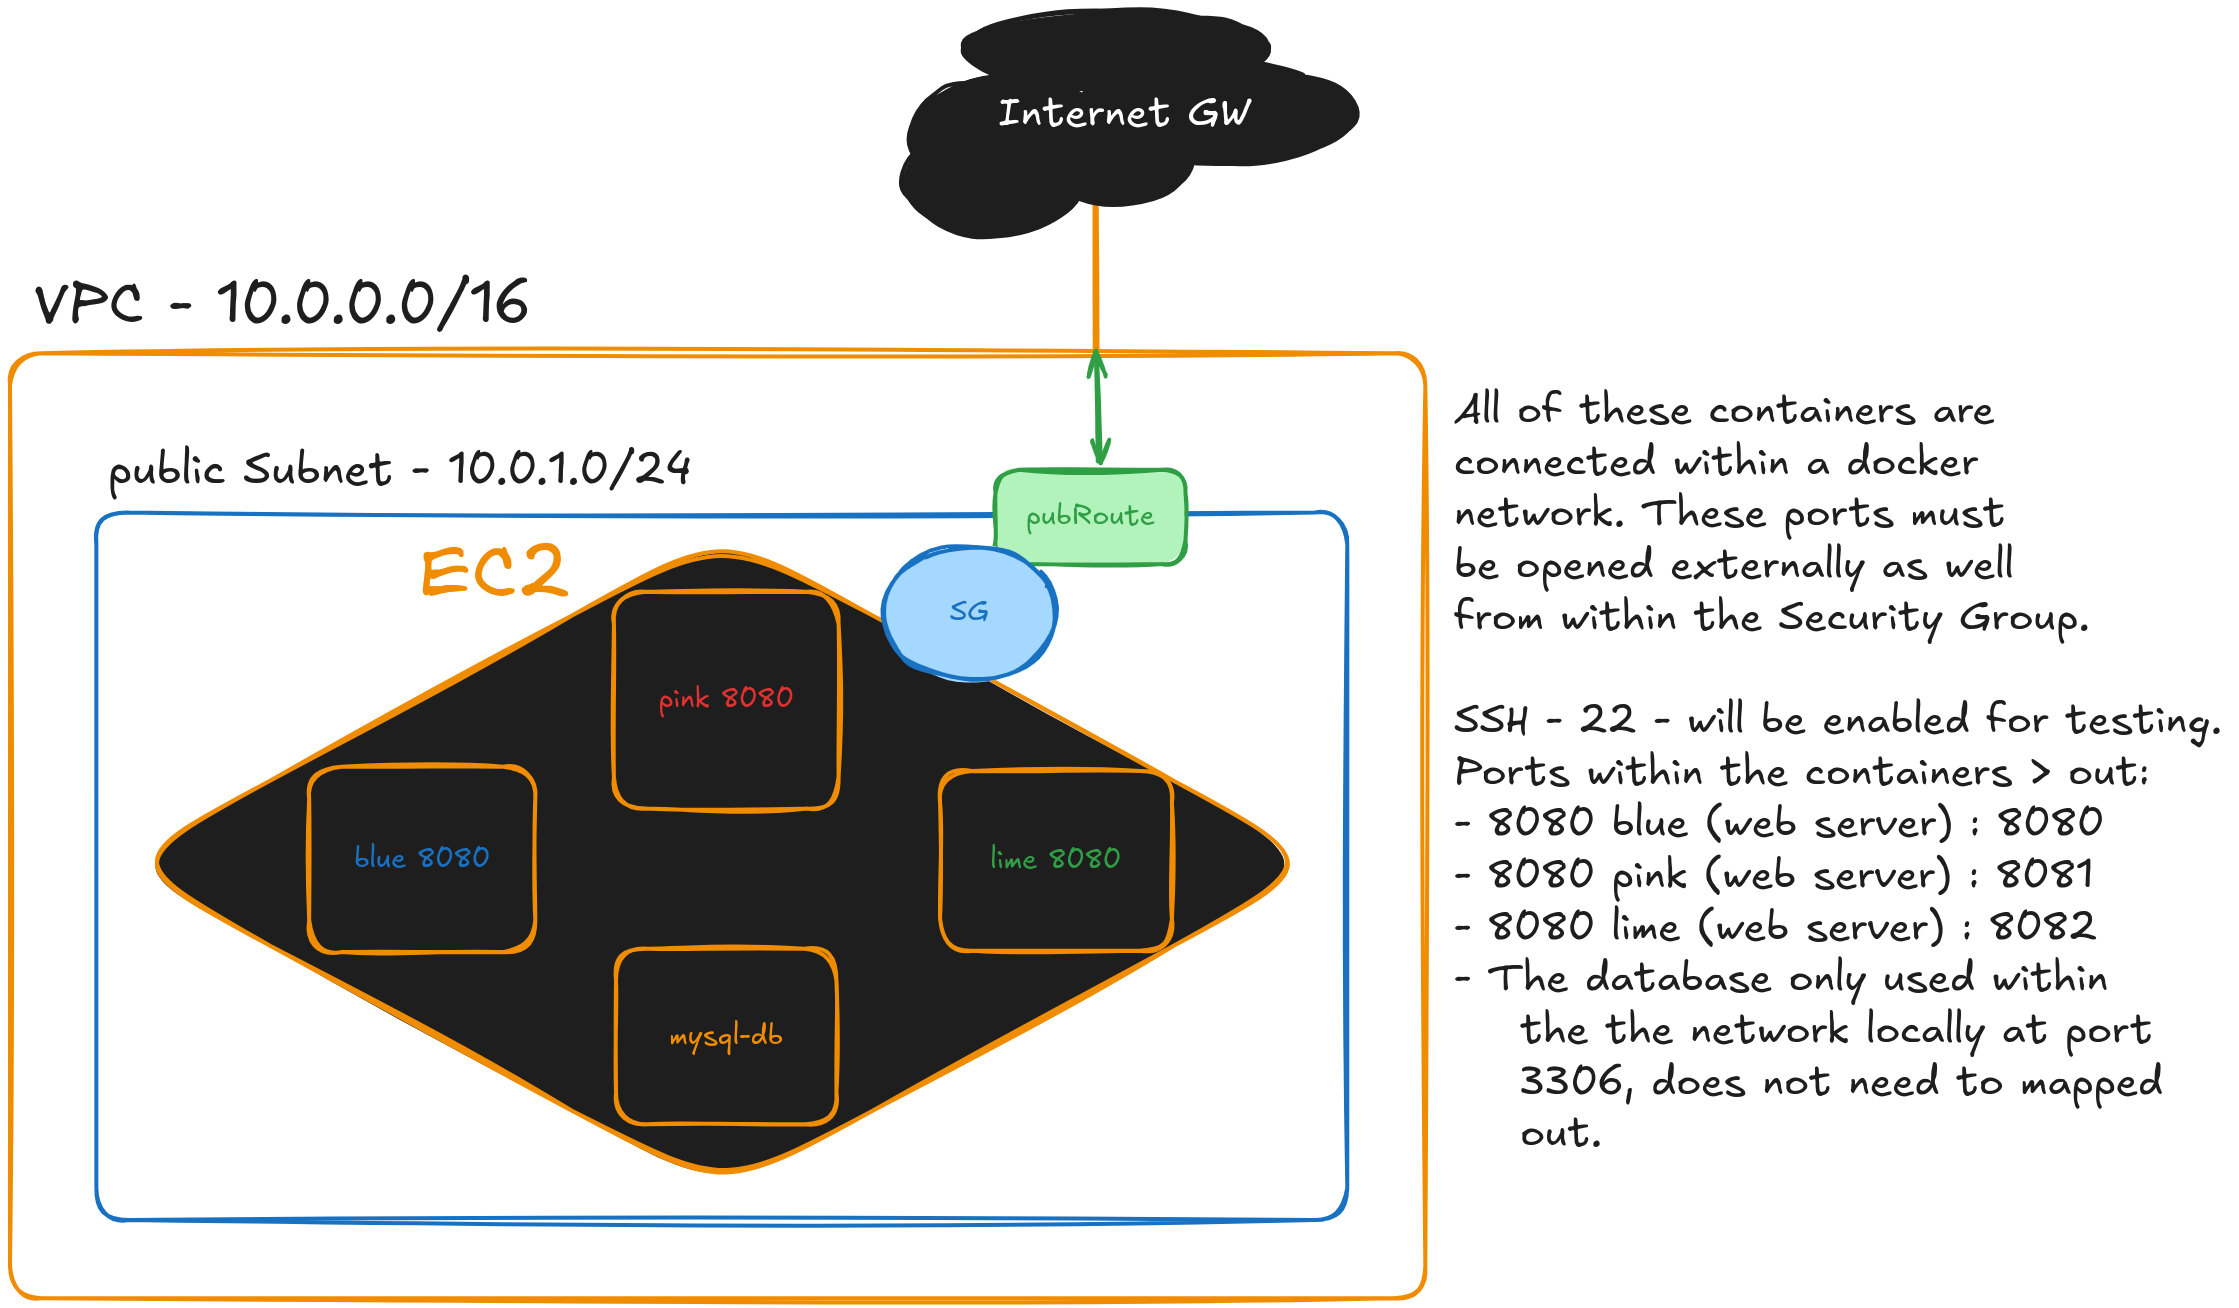 Internet GW
VPC - 10.0.0.0/16
public Subnet - 10.0.1.0/24
pubRoute
EC2
SG
pink 8080
blue 8080
lime 8080
mysql-db
All of these containers are
connected within a docker
network. These ports must
be opened externally as well
from within the Security Group.
SSH - 22 - will be enabled for testing.
Ports within the containers > out:
- 8080 blue (web server) : 8080
- 8080 pink (web server) : 8081
- 8080 lime (web server) : 8082
- The database only used within
the the network locally at port
3306, does not need to mapped
out.